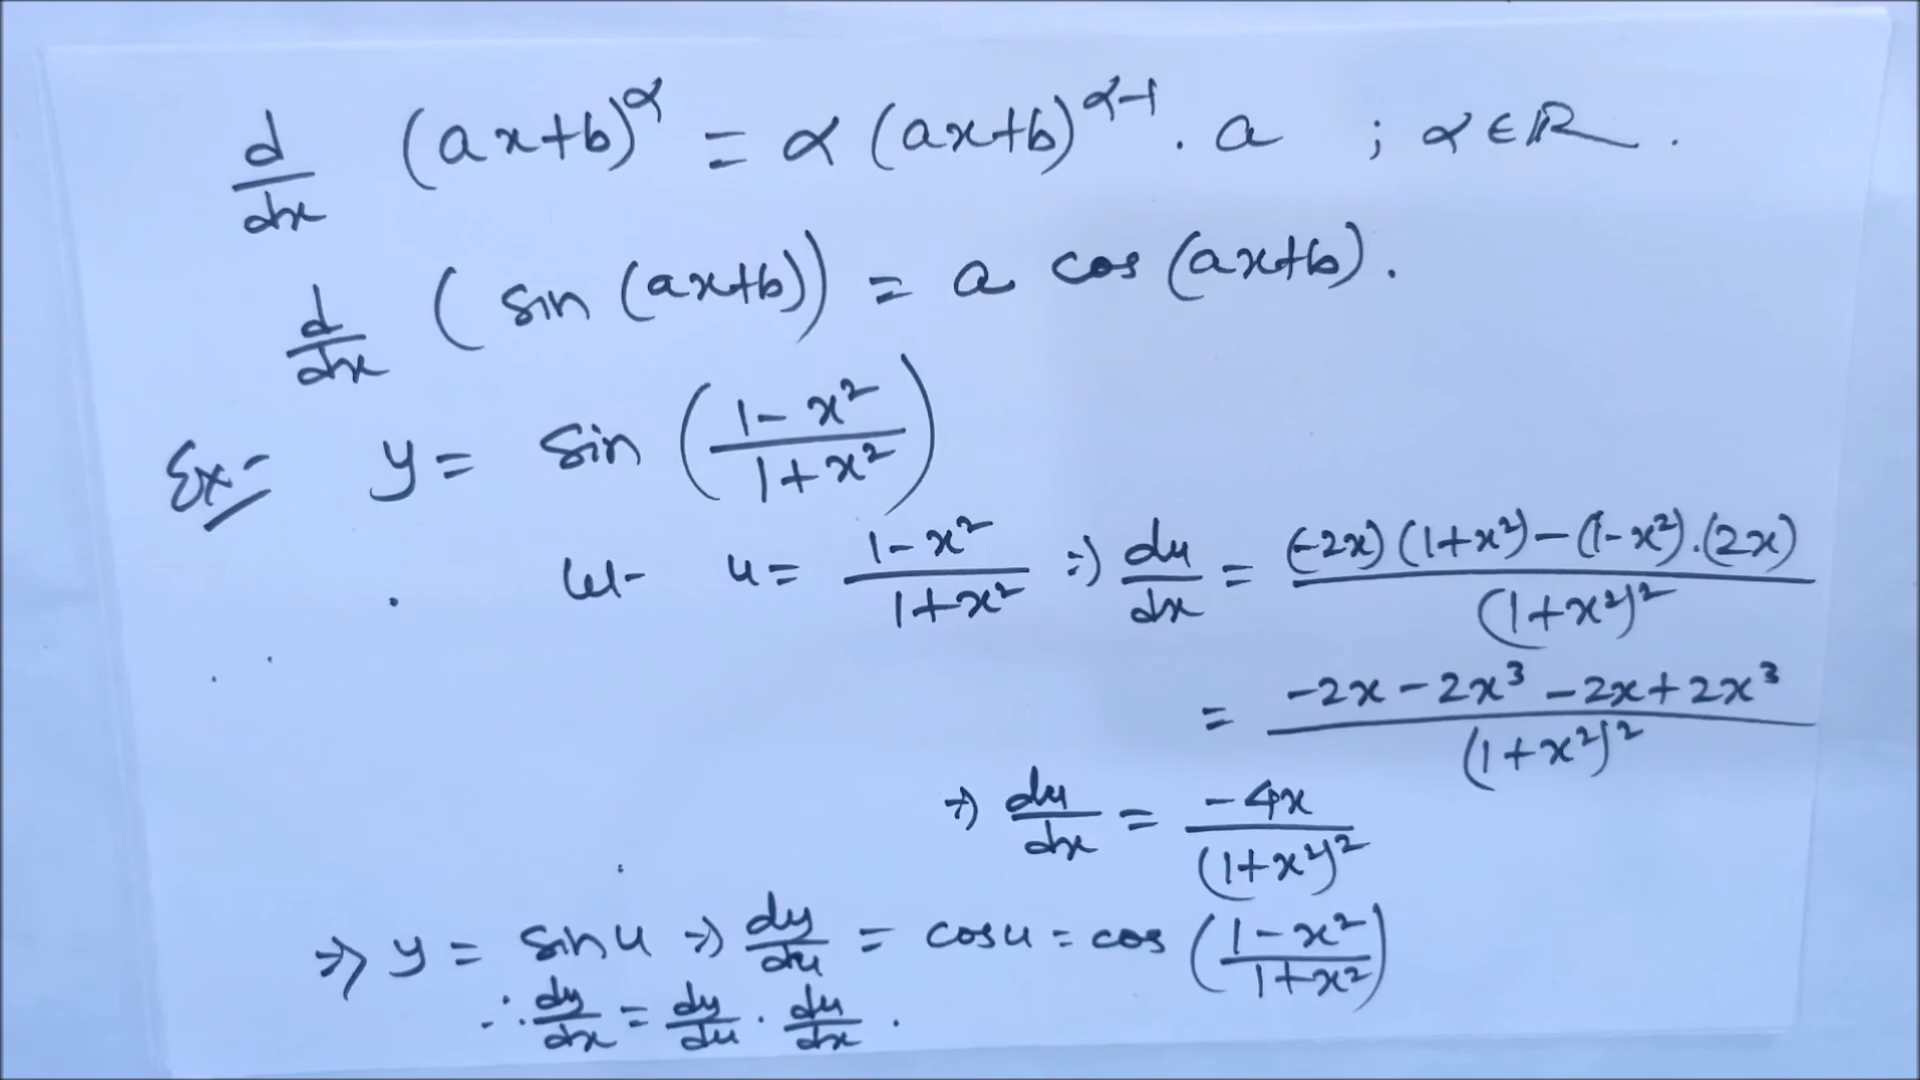 d/dx (ax+b)^α = α (ax+b)^(α-1) . a ; α ∈ ℝ .
d/dx ( sin (ax+b)) = a cos (ax+b) .
Ex- y = sin ( (1-x²)/(1+x²) )
let u = (1-x²)/(1+x²) ⇒ du/dx = ((-2x) (1+x²) - (1-x²).(2x))/(1+x²)²
= (-2x - 2x³ - 2x + 2x³)/(1+x²)²
⇒ du/dx = -4x/(1+x²)²
⇒ y = sin u ⇒ dy/du = cos u = cos ( (1-x²)/(1+x²) )
∴ dy/dx = dy/du . du/dx .